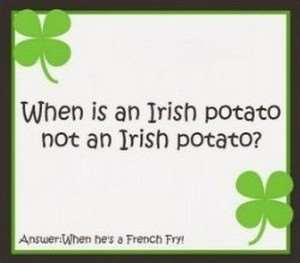 When is an Irish potato
not an Irish potato?
Answer:When he's a French Fry!